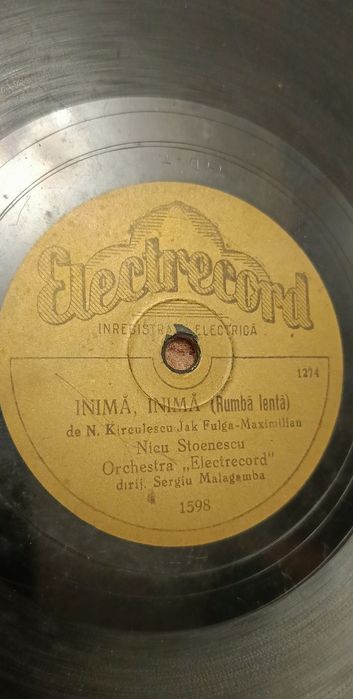 Electrecord
INREGISTRARE ELECTRICĂ
1274
INIMĂ, INIMĂ (Rumbă lentă)
de N. Kirculescu Jak Fulga-Maximilian
Nicu Stoenescu
Orchestra „Electrecord"
dirij. Sergiu Malagamba
1598